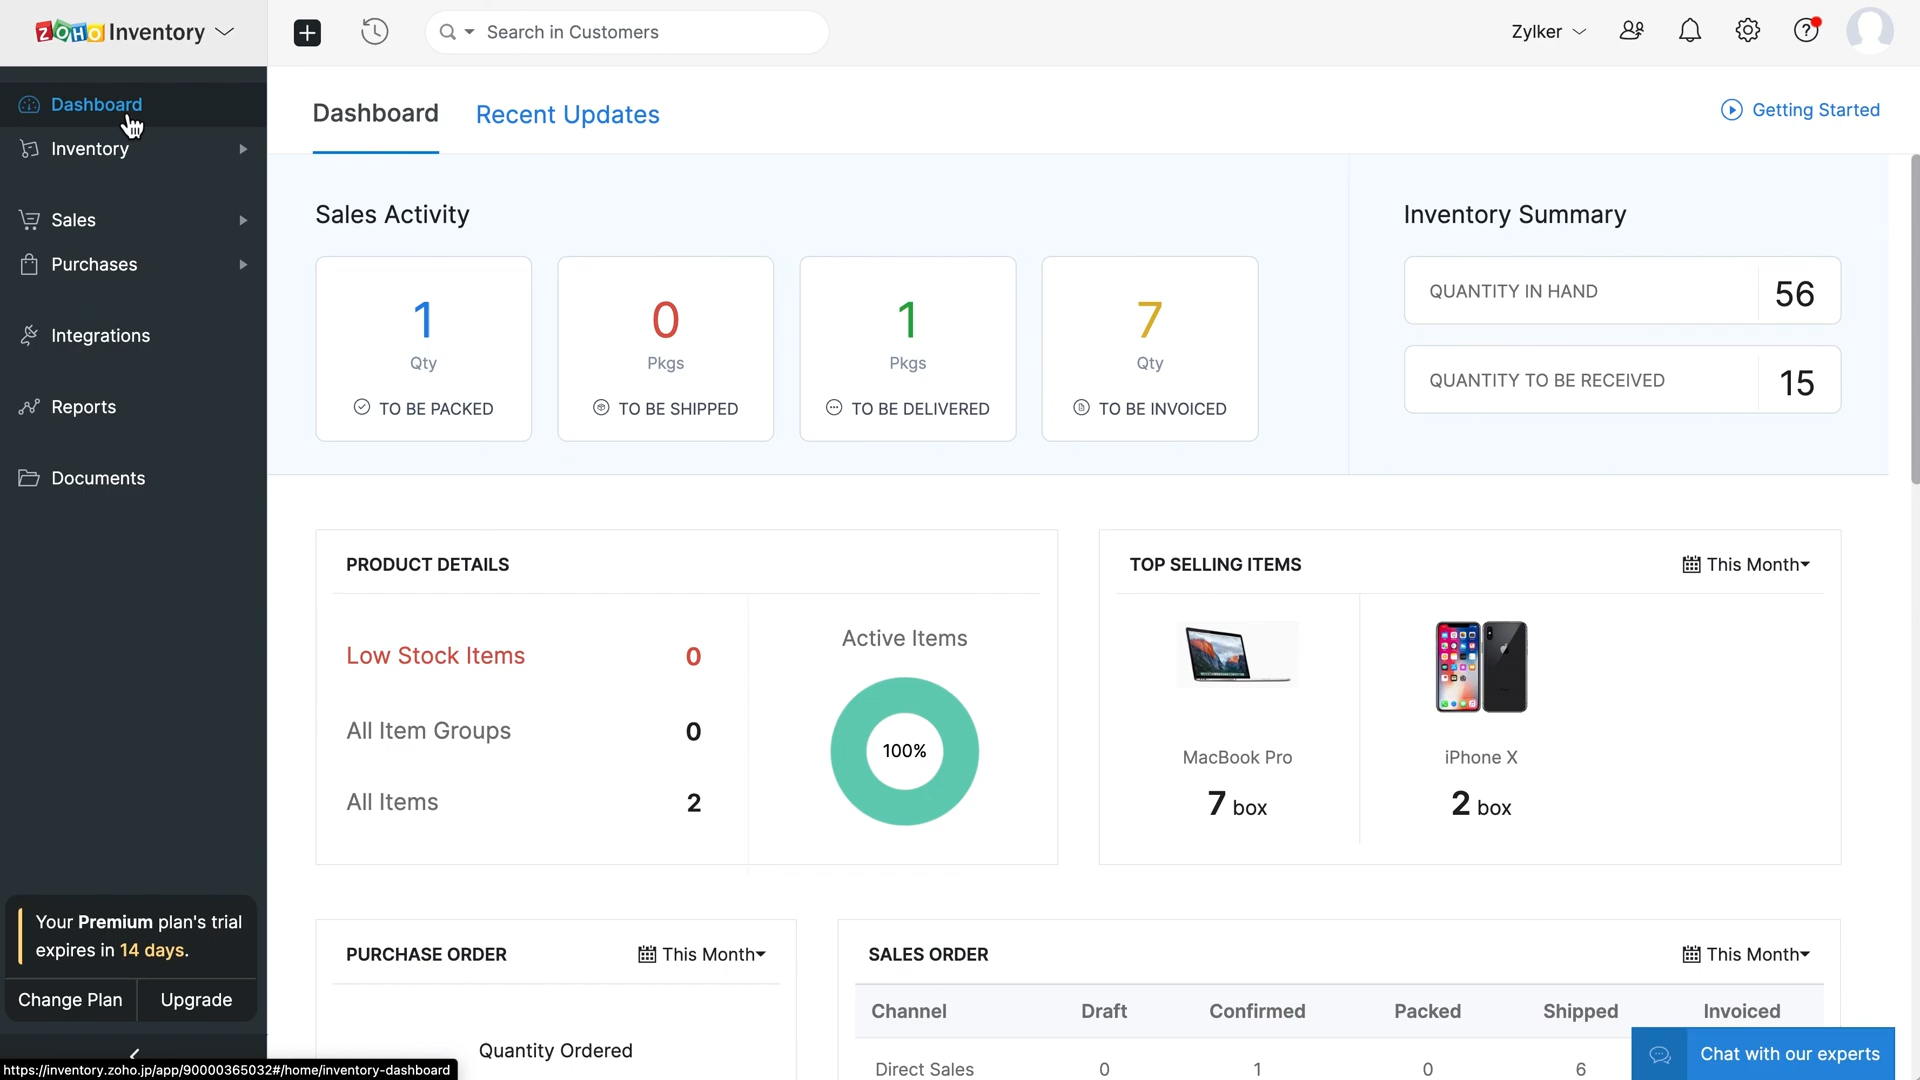 ZOHO Inventory
Search in Customers
Zylker
Dashboard
Inventory
Sales
Purchases
Integrations
Reports
Documents
Your Premium plan's trial
expires in 14 days.
Change Plan
Upgrade
https://inventory.zoho.jp/app/90000365032#/home/inventory-dashboard
Dashboard
Recent Updates
Getting Started
Sales Activity
1
Qty
TO BE PACKED
0
Pkgs
TO BE SHIPPED
1
Pkgs
TO BE DELIVERED
7
Qty
TO BE INVOICED
Inventory Summary
QUANTITY IN HAND 56
QUANTITY TO BE RECEIVED 15
PRODUCT DETAILS
Low Stock Items 0
All Item Groups 0
All Items 2
Active Items
100%
TOP SELLING ITEMS
This Month
MacBook Pro
7 box
iPhone X
2 box
PURCHASE ORDER
This Month
Quantity Ordered
SALES ORDER
This Month
Channel Draft Confirmed Packed Shipped Invoiced
Direct Sales 0 1 0 6
Chat with our experts